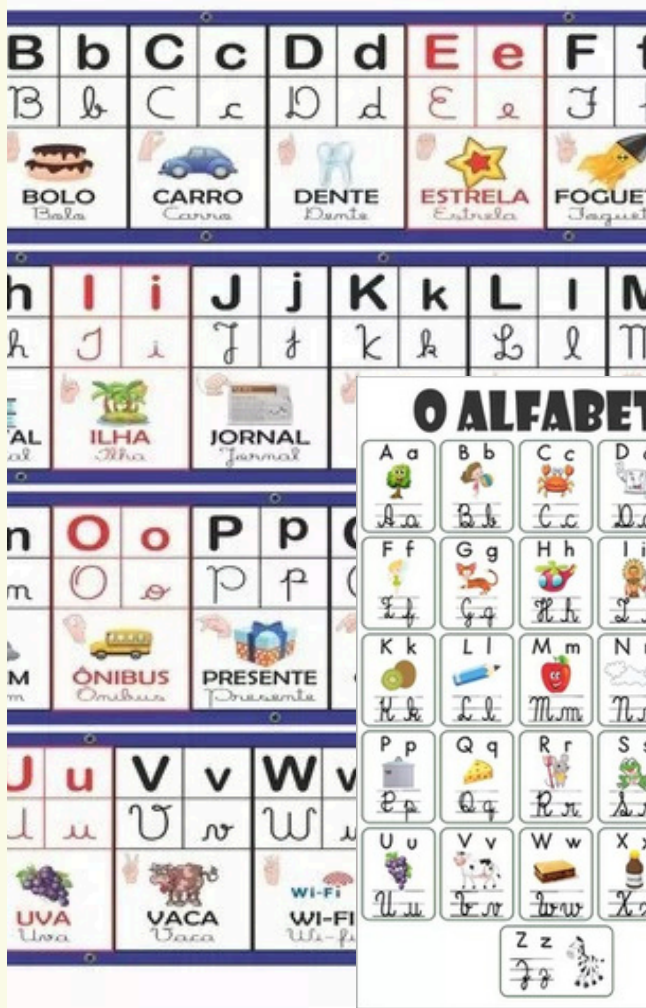 B b C c D d E e F
B b C c D d E e F
BOLO CARRO DENTE ESTRELA
Bolo Carro Dente Estrela
h I i J j K k L l M
h I i J j K k L l M
ILHA JORNAL
Ilha Jornal
O ALFABET
A a B b C c D
A a B b C c D
F f G g H h I i
F f G g H h I
K k L l M m N
K k L l M m N
P p Q q R r S s
P p Q q R r S
U u V v W w X
U u V v W w X
Z z
Z z
n O o P p
m O o P p
ÔNIBUS PRESENTE
Ônibus Presente
U u V v W
u V v W
Wi-Fi
UVA VACA WI-FI
Uva Vaca Wi-fi